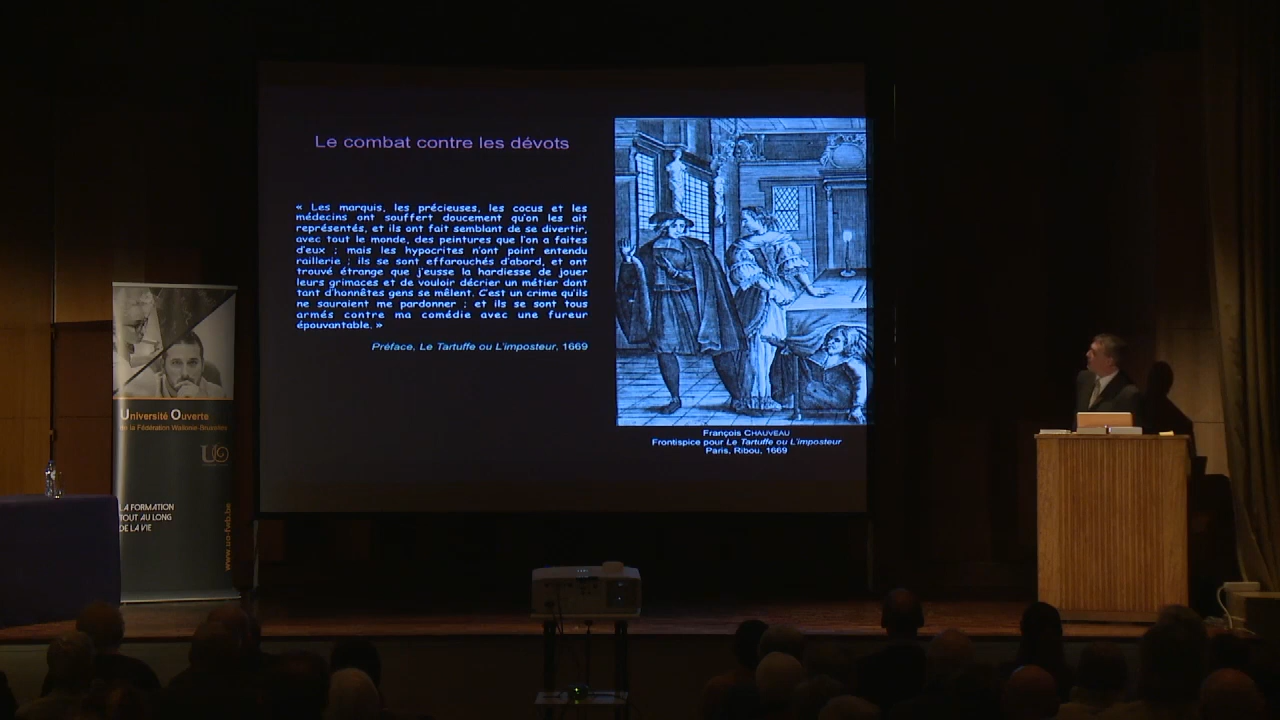 Le combat contre les dévots
« Les marquis, les précieuses, les cocus et les
médecins ont souffert doucement qu'on les ait
représentés, et ils ont fait semblant de se divertir,
avec tout le monde, des peintures que l'on a faites
d'eux ; mais les hypocrites n'ont point entendu
raillerie ; ils se sont effarouchés d'abord, et ont
trouvé étrange que j'eusse la hardiesse de jouer
leurs grimaces et de vouloir décrier un métier dont
tant d'honnêtes gens se mêlent. C'est un crime qu'ils
ne sauraient me pardonner ; et ils se sont tous
armés contre ma comédie avec une fureur
épouvantable. »
Préface, Le Tartuffe ou L'imposteur, 1669
François CHAUVEAU
Frontispice pour Le Tartuffe ou L'imposteur
Paris, Ribou, 1669
Université Ouverte
de la Fédération Wallonie-Bruxelles
UO
LA FORMATION
TOUT AU LONG
DE LA VIE
www.uo-fwb.be